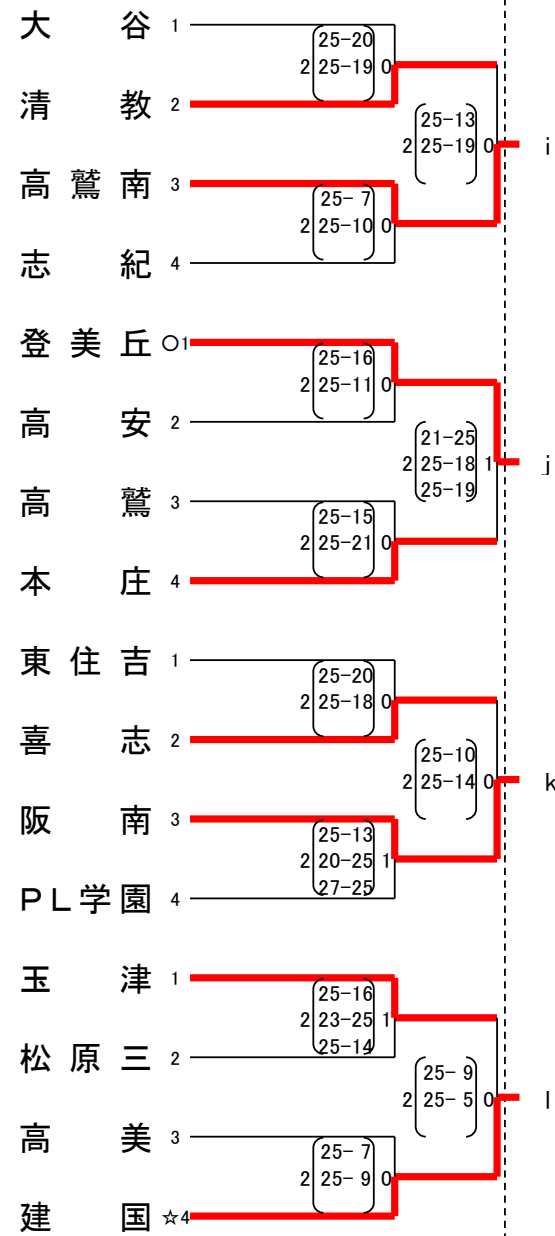 大谷 1
25-20
2 25-19 0
清教 2
25-13
2 25-19 0
i
高鷲南 3
25- 7
2 25-10 0
志紀 4
登美丘 ○1
25-16
2 25-11 0
高安 2
21-25
2 25-18 1
25-19
j
高鷲 3
25-15
2 25-21 0
本庄 4
東住吉 1
25-20
2 25-18 0
喜志 2
25-10
2 25-14 0
k
阪南 3
25-13
2 20-25 1
27-25
ＰＬ学園 4
玉津 1
25-16
2 23-25 1
25-14
松原三 2
25- 9
2 25- 5 0
l
高美 3
25- 7
2 25- 9 0
建国 ☆4